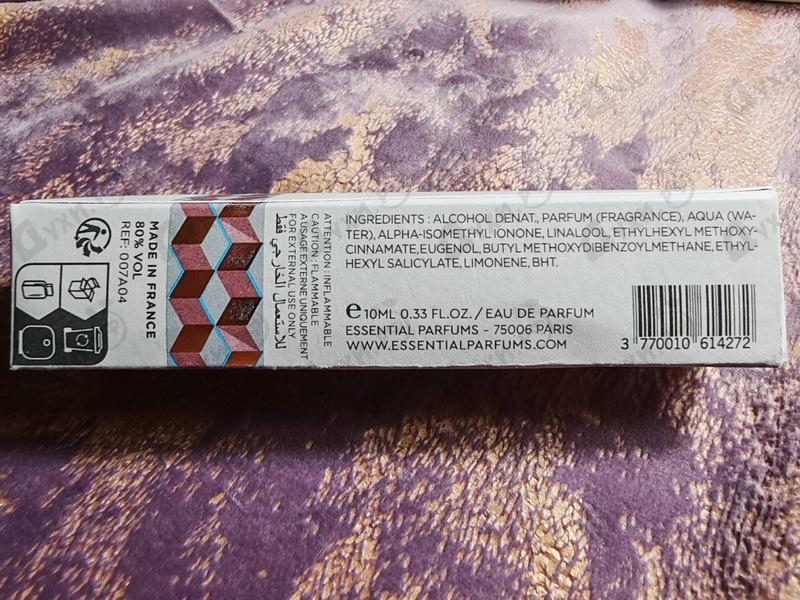 MADE IN FRANCE
80% VOL
REF: 007A04
ATTENTION : INFLAMMABLE
CAUTION : FLAMMABLE
A USAGE EXTERNE UNIQUEMENT
FOR EXTERNAL USE ONLY
للاستعمال الخارجي فقط
INGREDIENTS : ALCOHOL DENAT., PARFUM (FRAGRANCE), AQUA (WA-
TER), ALPHA-ISOMETHYL IONONE, LINALOOL, ETHYLHEXYL METHOXY-
CINNAMATE, EUGENOL, BUTYL METHOXYDIBENZOYLMETHANE, ETHYL-
HEXYL SALICYLATE, LIMONENE, BHT.
e 10ML 0.33 FL.OZ. / EAU DE PARFUM
ESSENTIAL PARFUMS – 75006 PARIS
WWW.ESSENTIALPARFUMS.COM
3 770010 614272